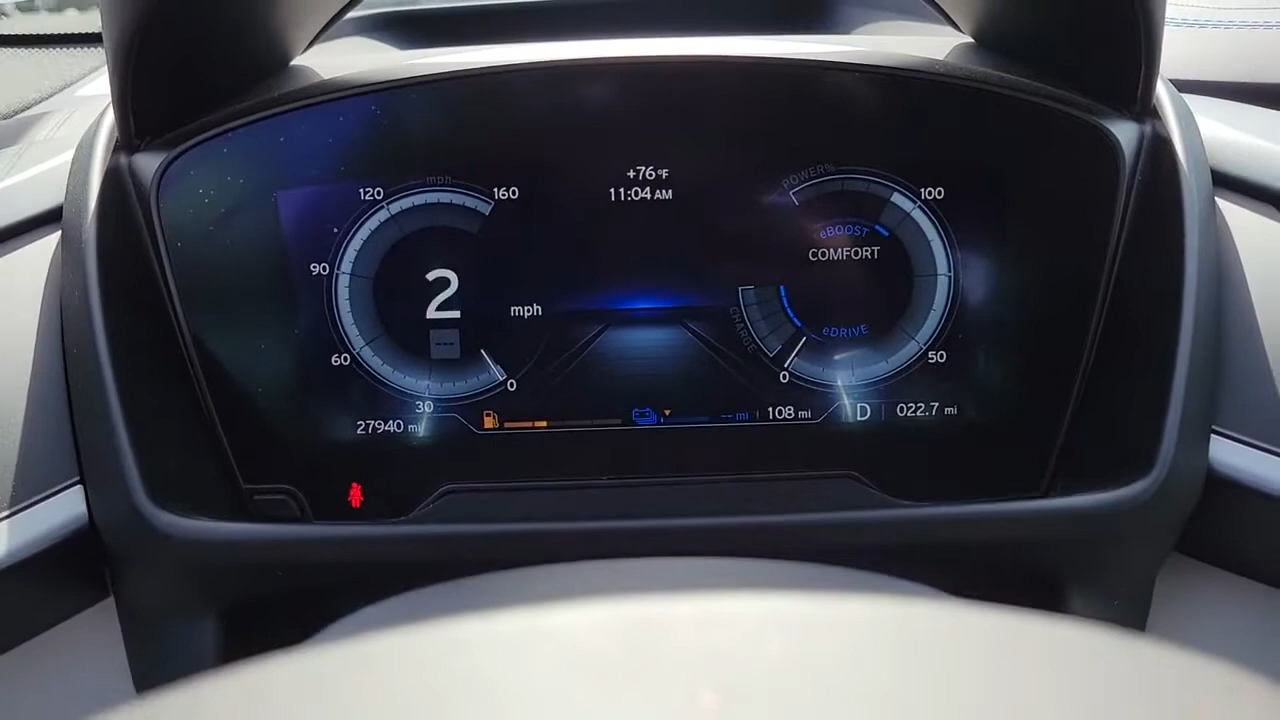 +76°F
11:04 AM
mph
120
160
90
2
mph
---
60
0
30
27940 mi
POWER%
100
eBOOST
COMFORT
CHARGE
eDRIVE
50
0
-- mi
108 mi
D
022.7 mi